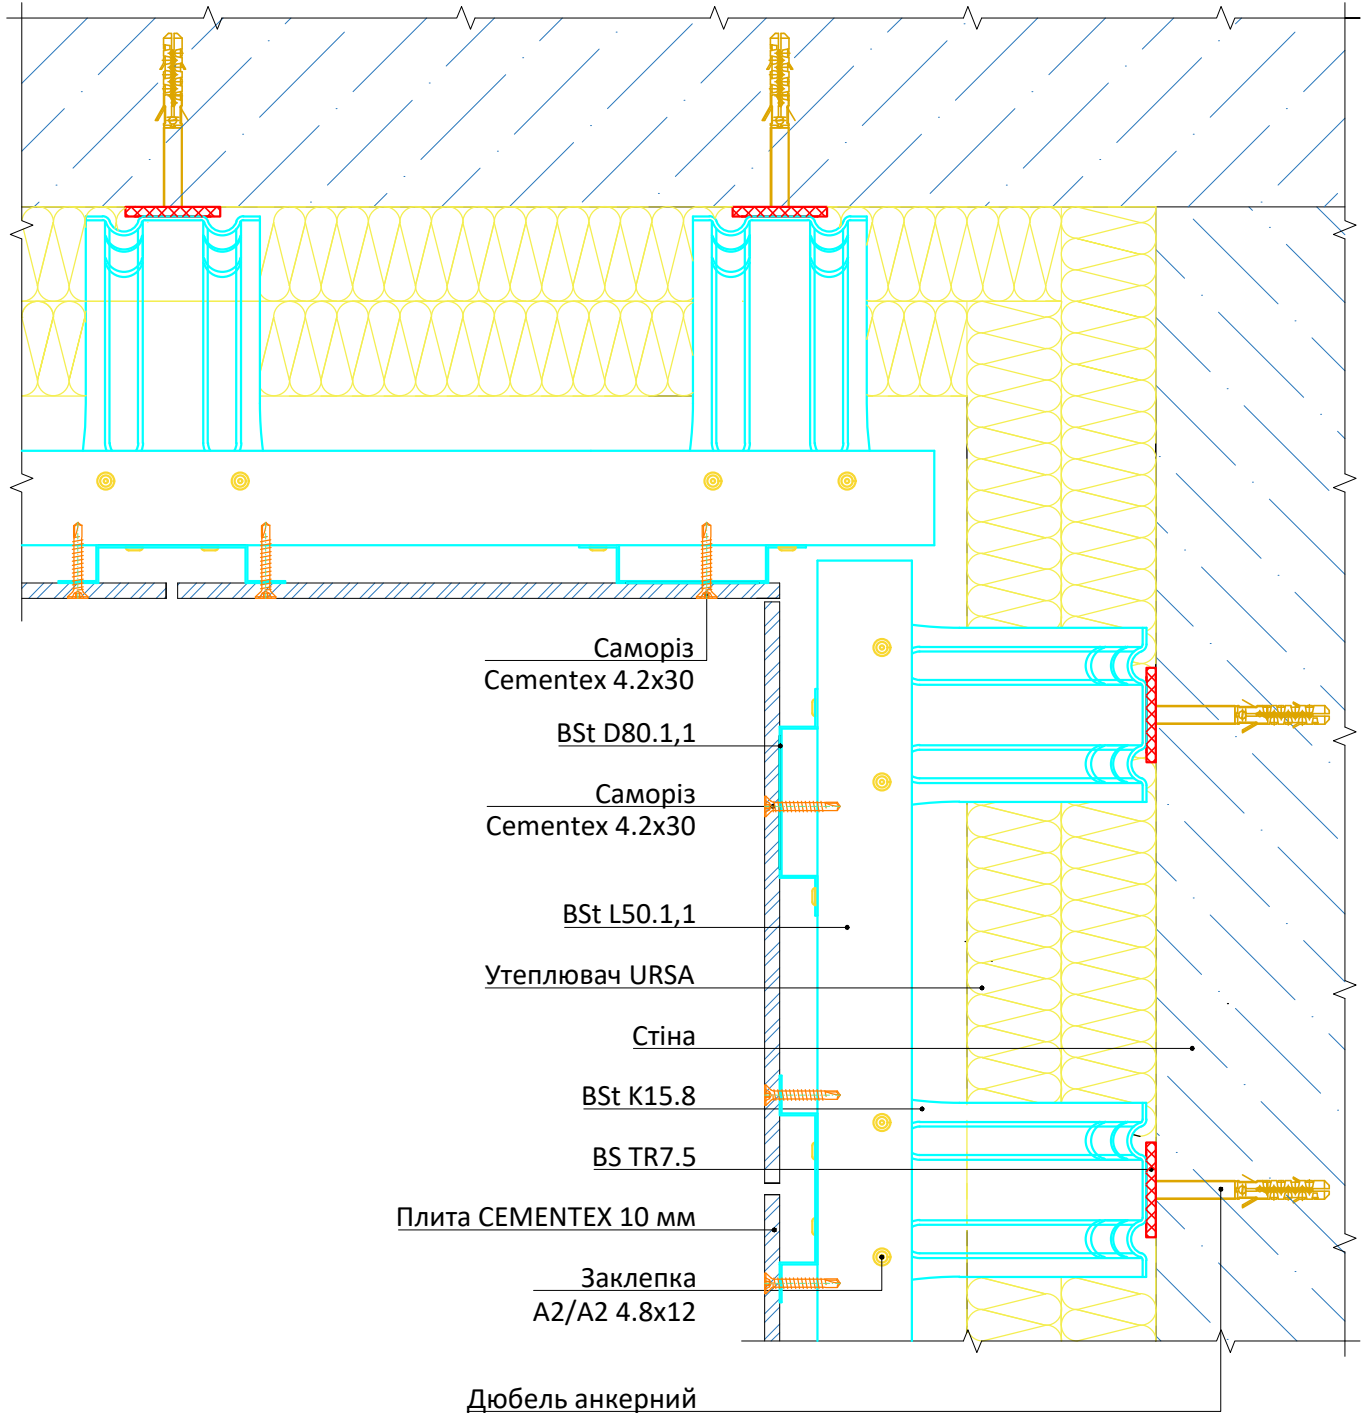 Саморіз
Cementex 4.2x30
BSt D80.1,1
Саморіз
Cementex 4.2x30
BSt L50.1,1
Утеплювач URSA
Стіна
BSt K15.8
BS TR7.5
Плита CEMENTEX 10 мм
Заклепка
A2/A2 4.8x12
Дюбель анкерний